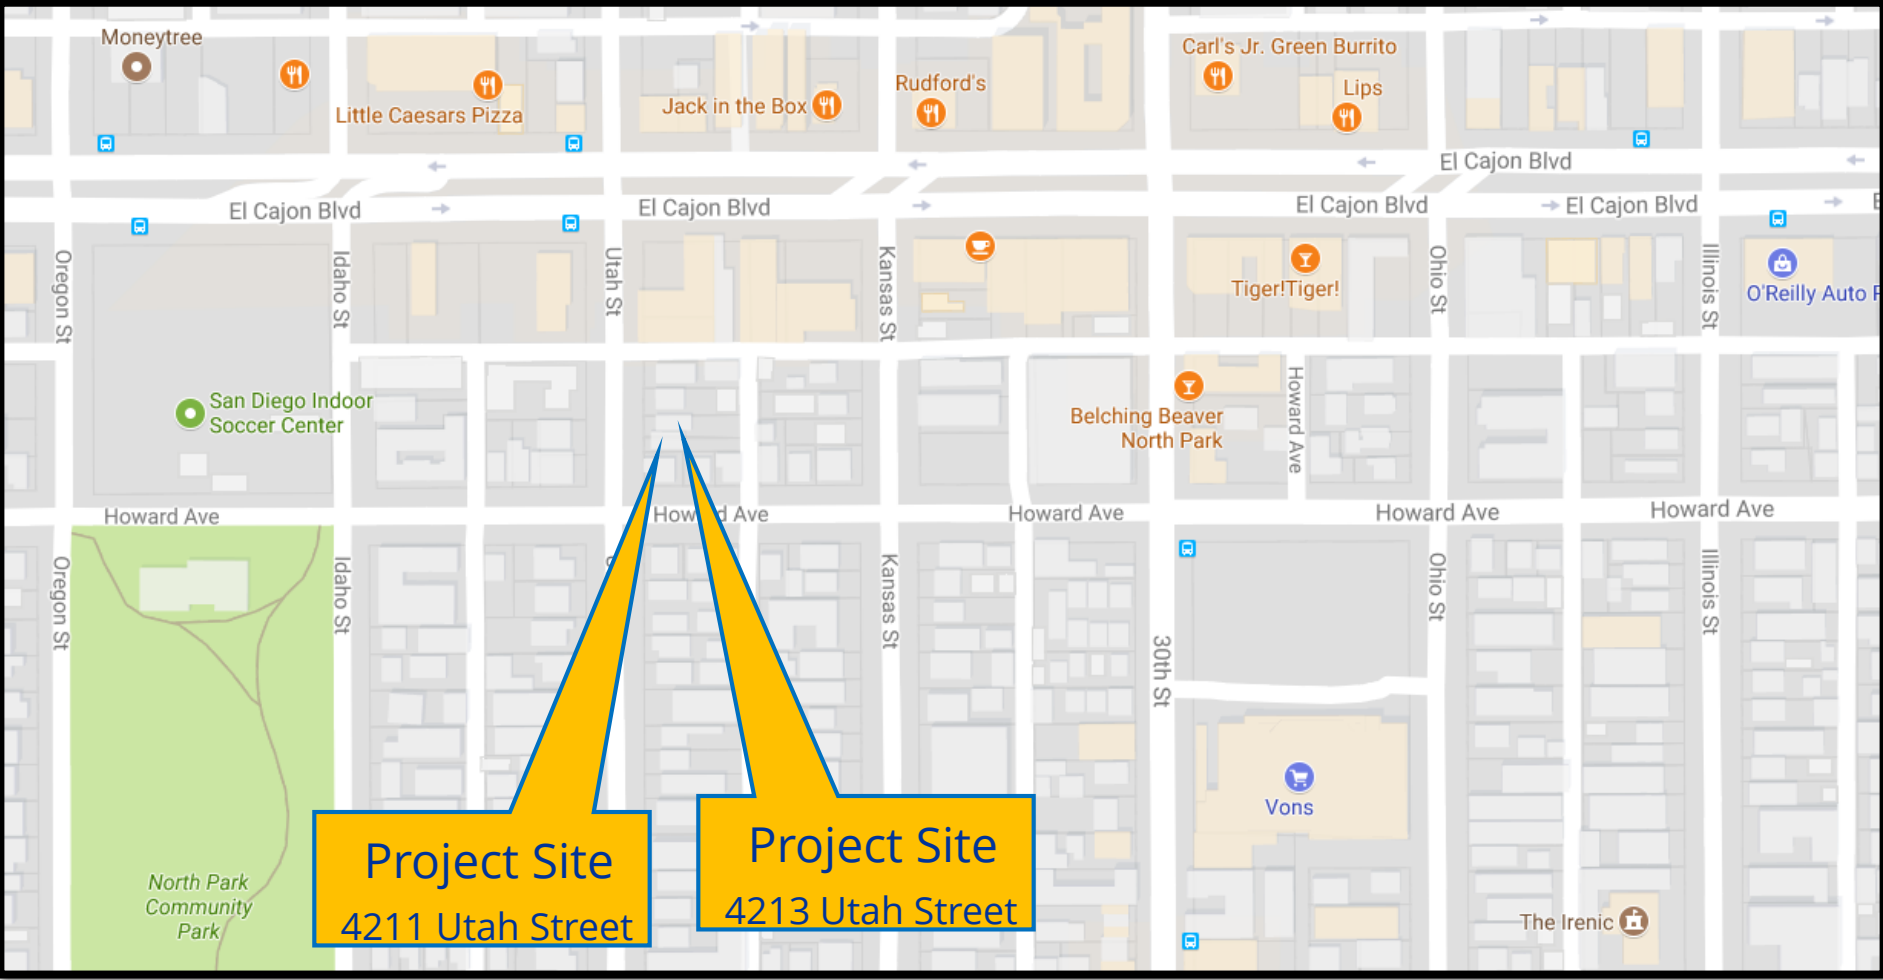 Moneytree
Little Caesars Pizza
Jack in the Box
Rudford's
Carl's Jr. Green Burrito
Lips
El Cajon Blvd
El Cajon Blvd
El Cajon Blvd
El Cajon Blvd
El Cajon Blvd
Oregon St
Idaho St
Utah St
Kansas St
Ohio St
Illinois St
Tiger!Tiger!
O'Reilly Auto
San Diego Indoor
Soccer Center
Belching Beaver
North Park
Howard Ave
Howard Ave
Howard Ave
Howard Ave
Howard Ave
Howard Ave
Oregon St
Idaho St
Kansas St
30th St
Ohio St
Illinois St
Vons
North Park
Community
Park
Project Site
4211 Utah Street
Project Site
4213 Utah Street
The Irenic